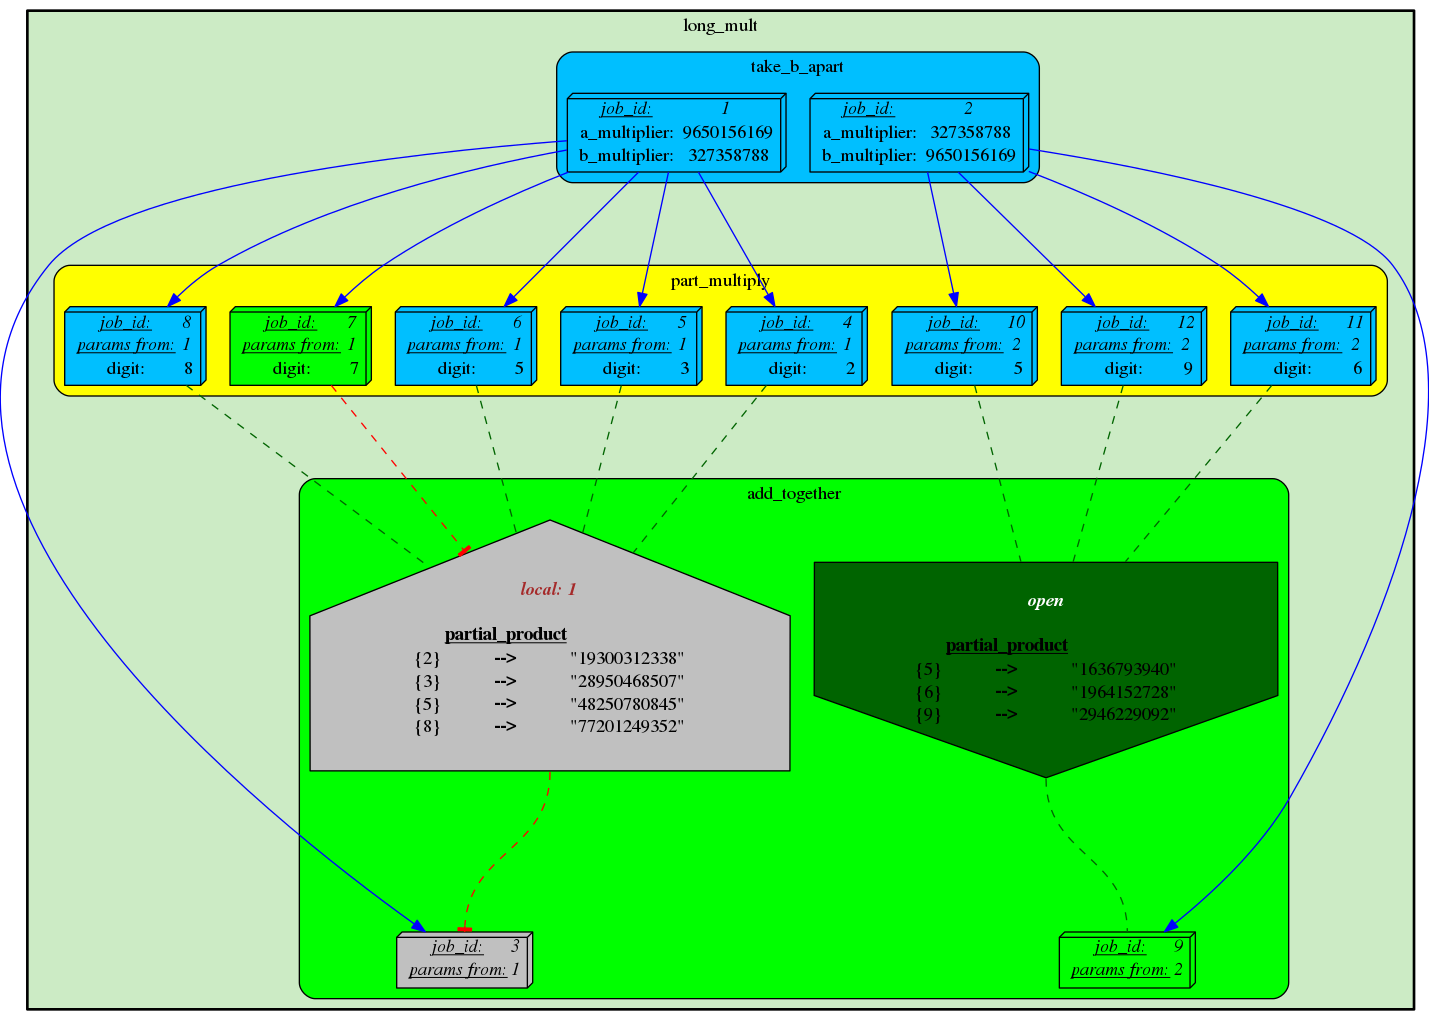 long_mult
take_b_apart
job_id: 1
a_multiplier: 9650156169
b_multiplier: 327358788
job_id: 2
a_multiplier: 327358788
b_multiplier: 9650156169
part_multiply
job_id: 8
params from: 1
digit: 8
job_id: 7
params from: 1
digit: 7
job_id: 6
params from: 1
digit: 5
job_id: 5
params from: 1
digit: 3
job_id: 4
params from: 1
digit: 2
job_id: 10
params from: 2
digit: 5
job_id: 12
params from: 2
digit: 9
job_id: 11
params from: 2
digit: 6
add_together
local: 1
partial_product
{2} --> "19300312338"
{3} --> "28950468507"
{5} --> "48250780845"
{8} --> "77201249352"
open
partial_product
{5} --> "1636793940"
{6} --> "1964152728"
{9} --> "2946229092"
job_id: 3
params from: 1
job_id: 9
params from: 2